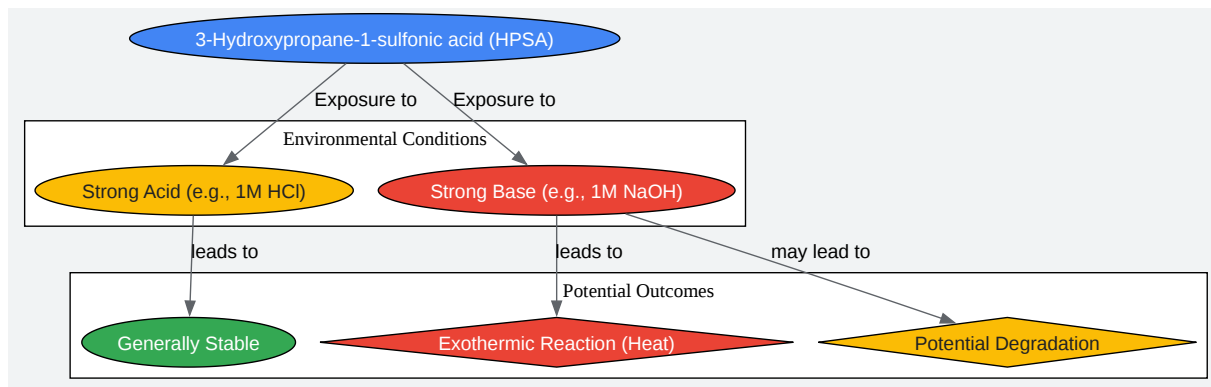 3-Hydroxypropane-1-sulfonic acid (HPSA)
Exposure to
Exposure to
Environmental Conditions
Strong Acid (e.g., 1M HCl)
Strong Base (e.g., 1M NaOH)
leads to
leads to
may lead to
Potential Outcomes
Generally Stable
Exothermic Reaction (Heat)
Potential Degradation